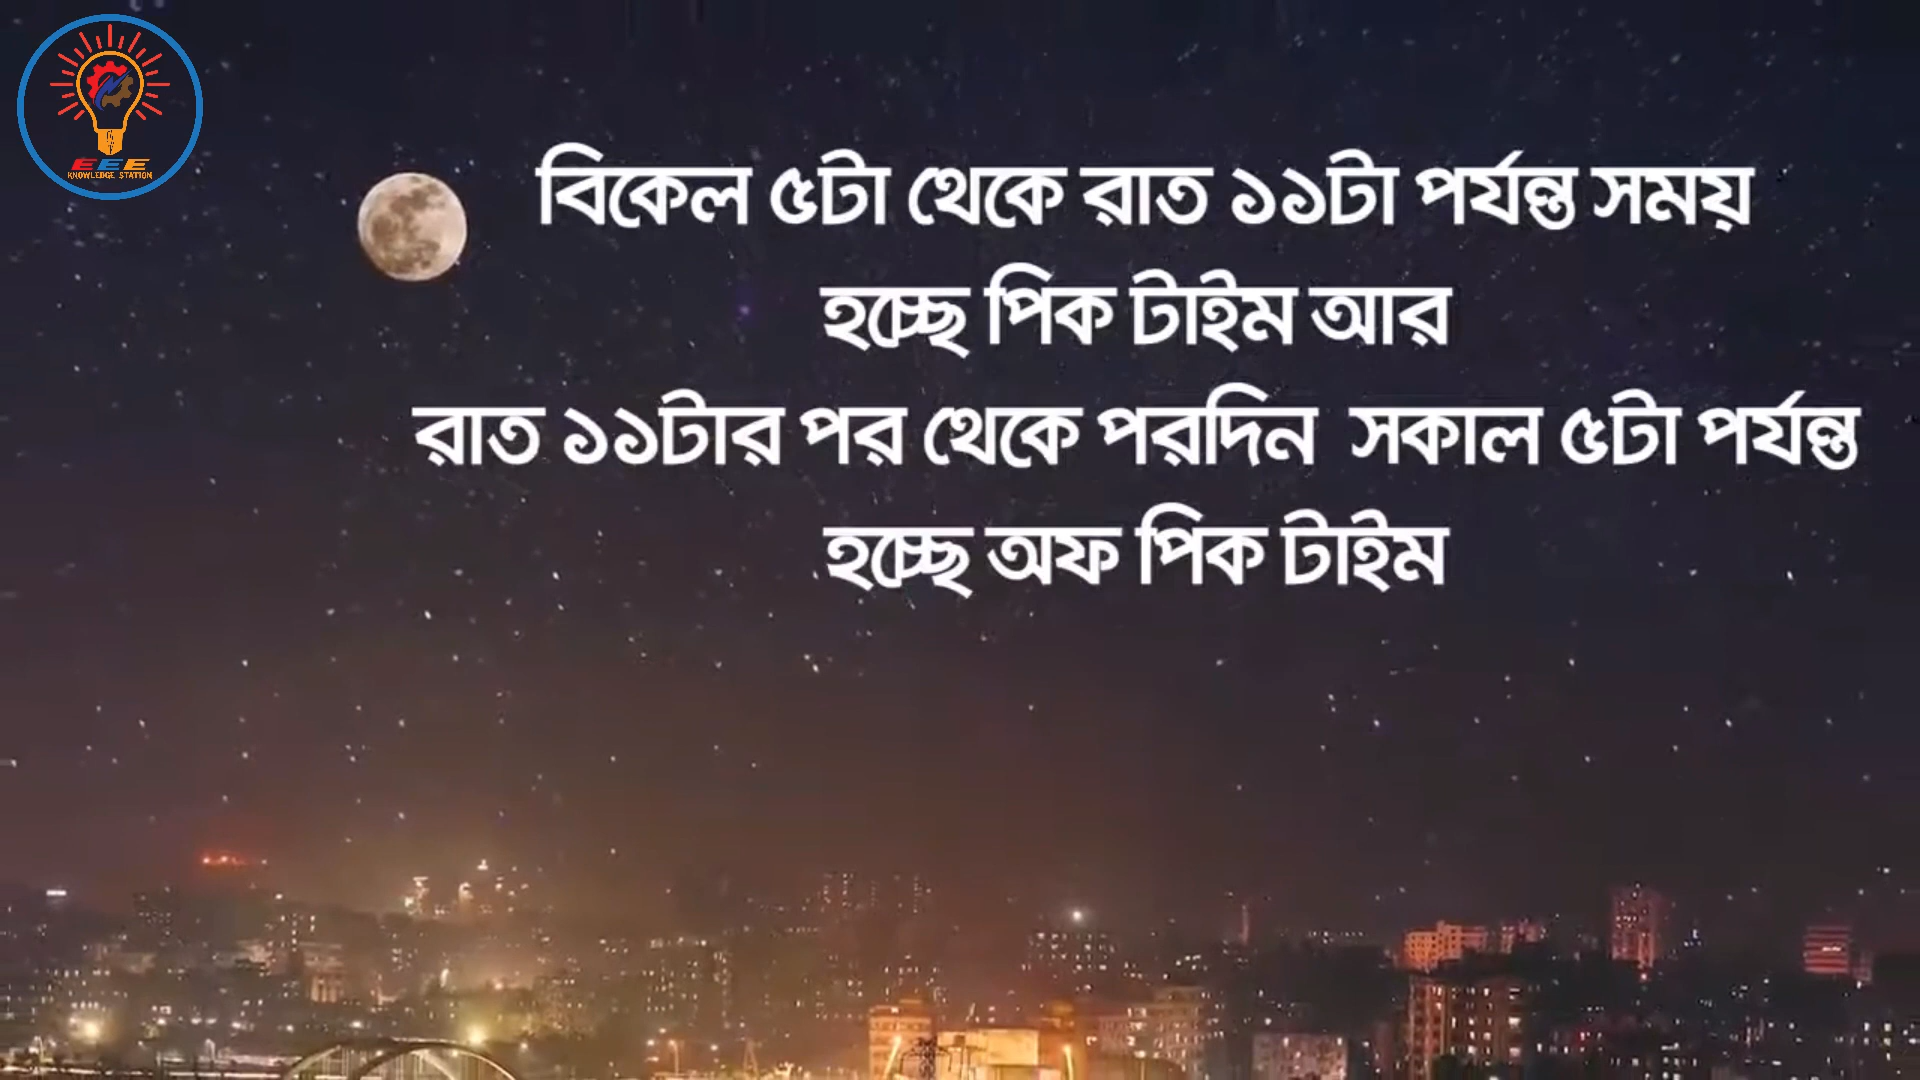 EEE
KNOWLEDGE STATION
বিকেল ৫টা থেকে রাত ১১টা পর্যন্ত সময়
হচ্ছে পিক টাইম আর
রাত ১১টার পর থেকে পরদিন সকাল ৫টা পর্যন্ত
হচ্ছে অফ পিক টাইম